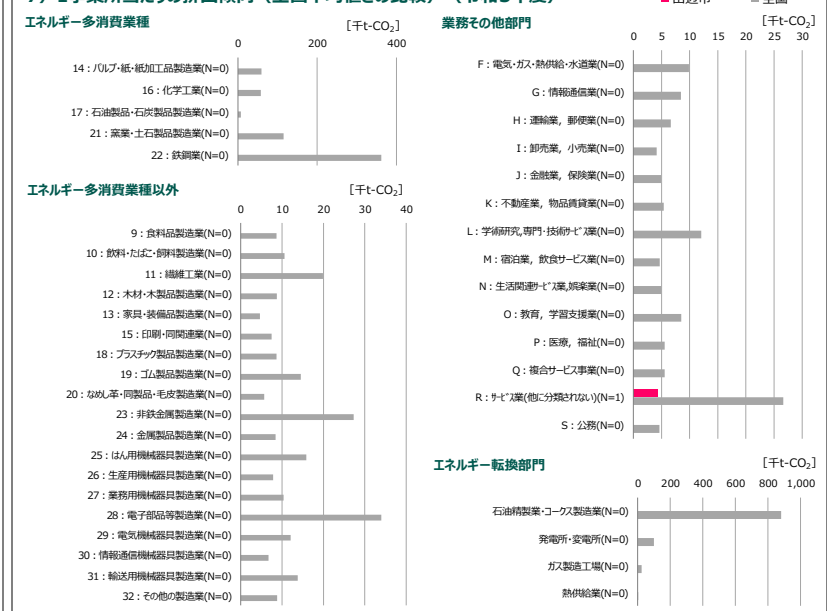 エネルギー多消費業種
[千t-CO2]
0 200 400
14：パルプ・紙・紙加工品製造業(N=0)
16：化学工業(N=0)
17：石油製品・石炭製品製造業(N=0)
21：窯業・土石製品製造業(N=0)
22：鉄鋼業(N=0)
エネルギー多消費業種以外
[千t-CO2]
0 10 20 30 40
9：食料品製造業(N=0)
10：飲料・たばこ・飼料製造業(N=0)
11：繊維工業(N=0)
12：木材・木製品製造業(N=0)
13：家具・装備品製造業(N=0)
15：印刷・同関連業(N=0)
18：プラスチック製品製造業(N=0)
19：ゴム製品製造業(N=0)
20：なめし革・同製品・毛皮製造業(N=0)
23：非鉄金属製造業(N=0)
24：金属製品製造業(N=0)
25：はん用機械器具製造業(N=0)
26：生産用機械器具製造業(N=0)
27：業務用機械器具製造業(N=0)
28：電子部品等製造業(N=0)
29：電気機械器具製造業(N=0)
30：情報通信機械器具製造業(N=0)
31：輸送用機械器具製造業(N=0)
32：その他の製造業(N=0)
業務その他部門
[千t-CO2]
0 5 10 15 20 25 30
F：電気・ガス・熱供給・水道業(N=0)
G：情報通信業(N=0)
H：運輸業，郵便業(N=0)
I：卸売業，小売業(N=0)
J：金融業，保険業(N=0)
K：不動産業，物品賃貸業(N=0)
L：学術研究,専門・技術サービス業(N=0)
M：宿泊業，飲食サービス業(N=0)
N：生活関連サービス業,娯楽業(N=0)
O：教育，学習支援業(N=0)
P：医療，福祉(N=0)
Q：複合サービス事業(N=0)
R：サービス業(他に分類されない)(N=1)
S：公務(N=0)
エネルギー転換部門
[千t-CO2]
0 200 400 600 800 1,000
石油精製業・コークス製造業(N=0)
発電所・変電所(N=0)
ガス製造工場(N=0)
熱供給業(N=0)